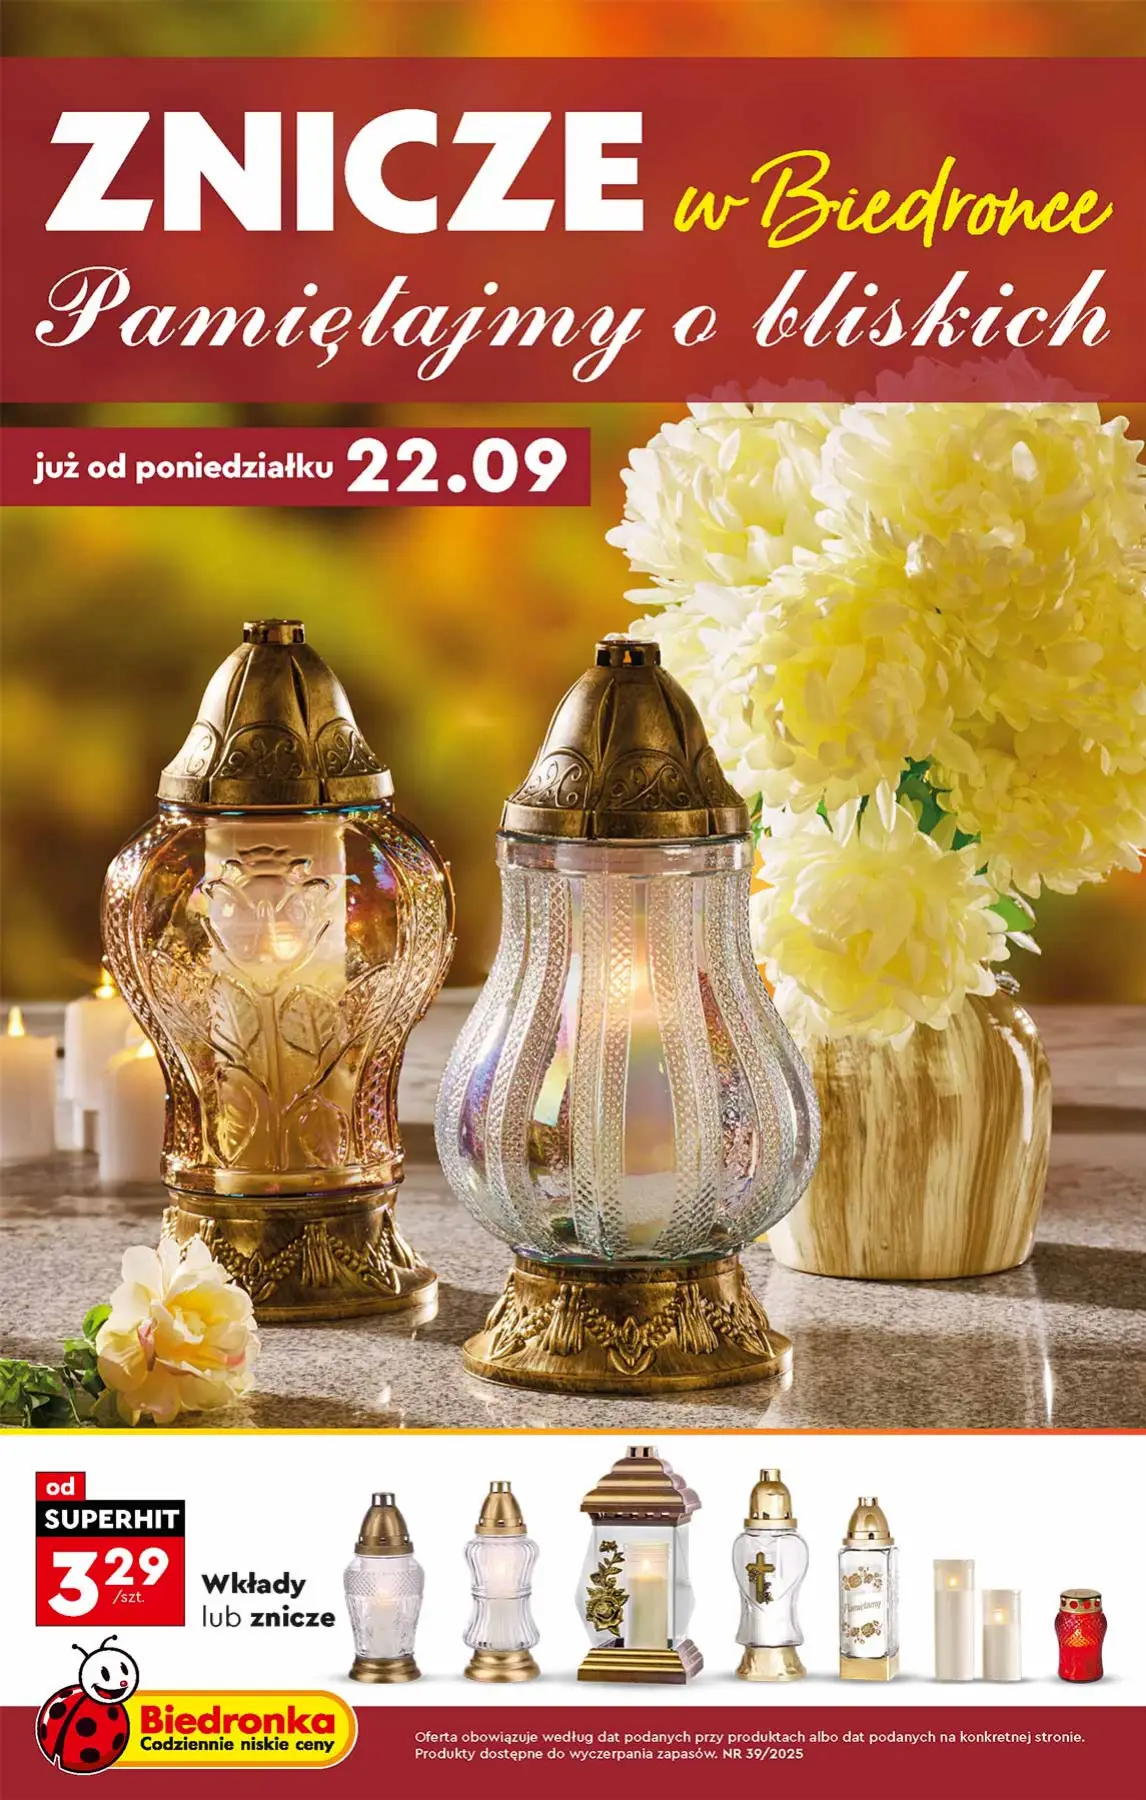 ZNICZE w Biedronce
Pamiętajmy o bliskich
już od poniedziałku 22.09
od
SUPERHIT
3 29
/szt.
Wkłady
lub znicze
Pamiętamy
Biedronka
Codziennie niskie ceny
Oferta obowiązuje według dat podanych przy produktach albo dat podanych na konkretnej stronie.
Produkty dostępne do wyczerpania zapasów. NR 39/2025